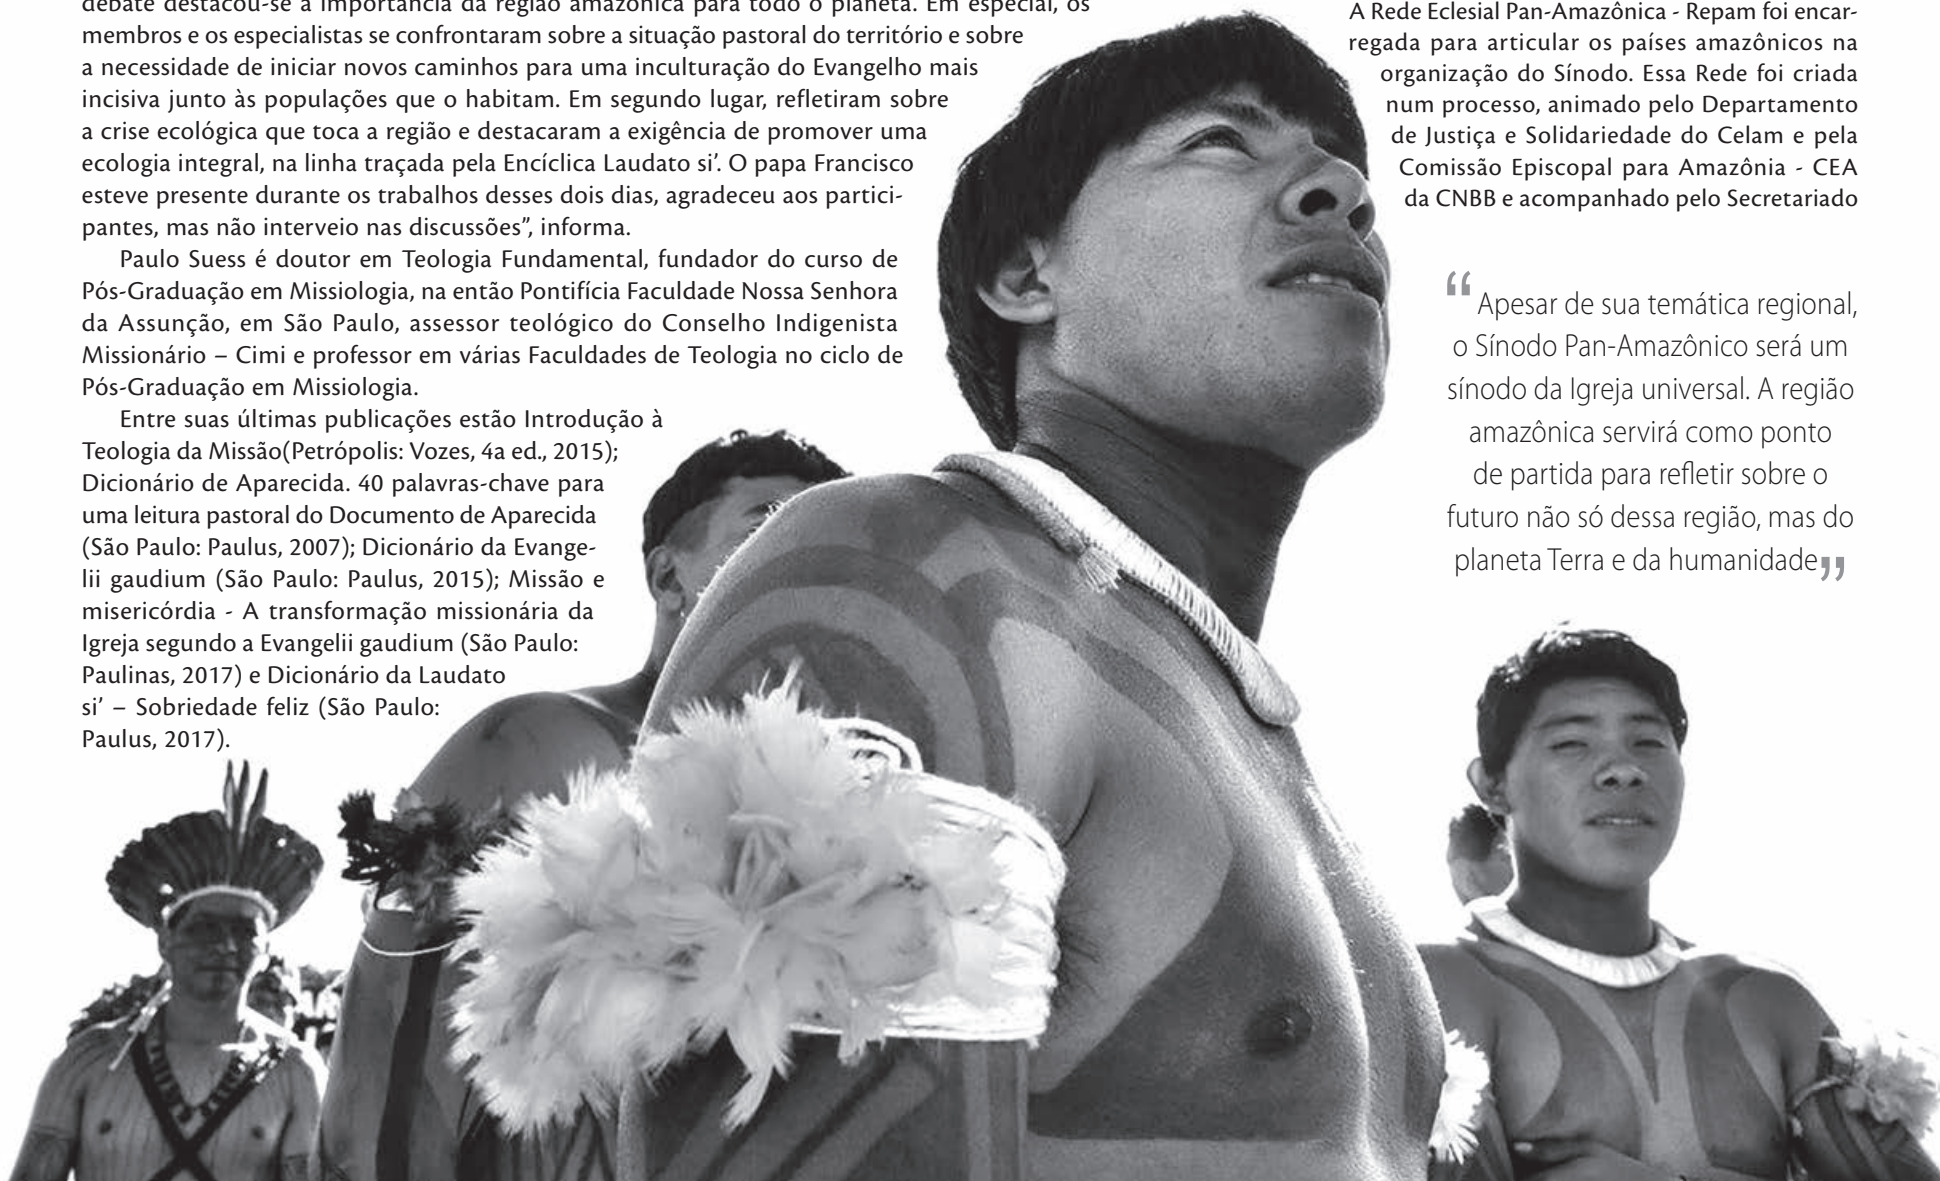 debate destacou-se a importância da região amazônica para todo o planeta. Em especial, os
membros e os especialistas se confrontaram sobre a situação pastoral do território e sobre
a necessidade de iniciar novos caminhos para uma inculturação do Evangelho mais
incisiva junto às populações que o habitam. Em segundo lugar, refletiram sobre
a crise ecológica que toca a região e destacaram a exigência de promover uma
ecologia integral, na linha traçada pela Encíclica Laudato si’. O papa Francisco
esteve presente durante os trabalhos desses dois dias, agradeceu aos partici-
pantes, mas não interveio nas discussões”, informa.
Paulo Suess é doutor em Teologia Fundamental, fundador do curso de
Pós-Graduação em Missiologia, na então Pontifícia Faculdade Nossa Senhora
da Assunção, em São Paulo, assessor teológico do Conselho Indigenista
Missionário – Cimi e professor em várias Faculdades de Teologia no ciclo de
Pós-Graduação em Missiologia.
Entre suas últimas publicações estão Introdução à
Teologia da Missão(Petrópolis: Vozes, 4a ed., 2015);
Dicionário de Aparecida. 40 palavras-chave para
uma leitura pastoral do Documento de Aparecida
(São Paulo: Paulus, 2007); Dicionário da Evange-
lii gaudium (São Paulo: Paulus, 2015); Missão e
misericórdia - A transformação missionária da
Igreja segundo a Evangelii gaudium (São Paulo:
Paulinas, 2017) e Dicionário da Laudato
si’ – Sobriedade feliz (São Paulo:
Paulus, 2017).
A Rede Eclesial Pan-Amazônica - Repam foi encar-
regada para articular os países amazônicos na
organização do Sínodo. Essa Rede foi criada
num processo, animado pelo Departamento
de Justiça e Solidariedade do Celam e pela
Comissão Episcopal para Amazônia - CEA
da CNBB e acompanhado pelo Secretariado
“Apesar de sua temática regional,
o Sínodo Pan-Amazônico será um
sínodo da Igreja universal. A região
amazônica servirá como ponto
de partida para refletir sobre o
futuro não só dessa região, mas do
planeta Terra e da humanidade”